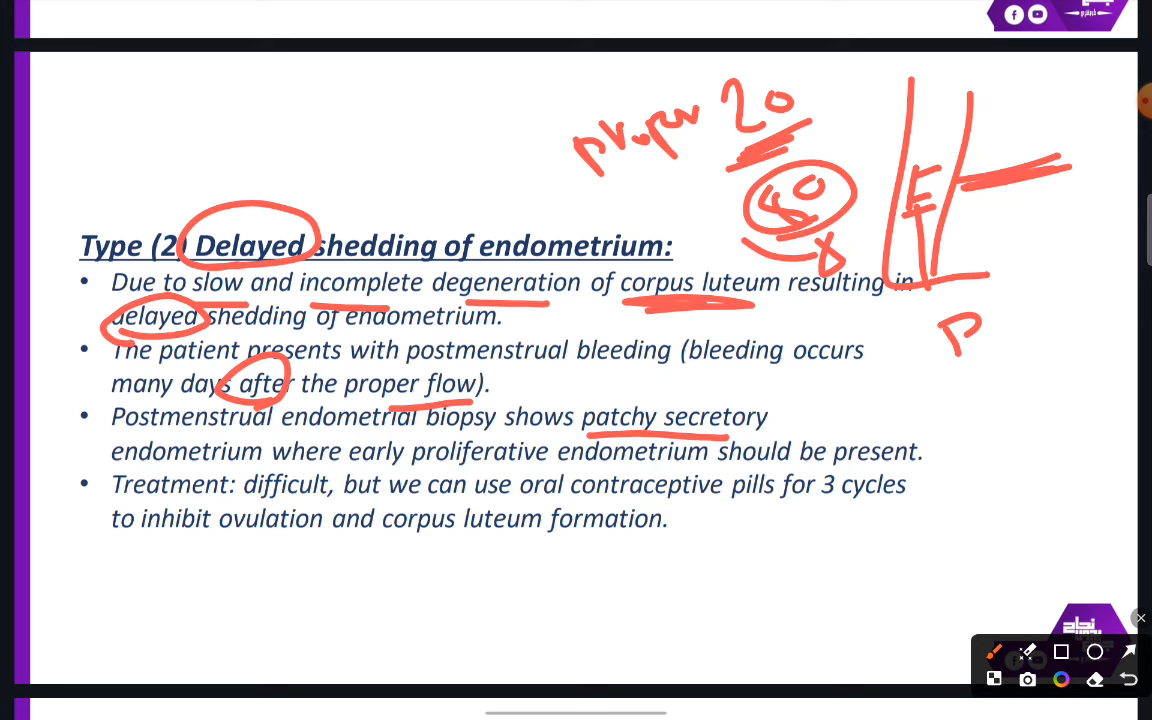 proper 20
Type (2) Delayed shedding of endometrium:
• Due to slow and incomplete degeneration of corpus luteum resulting in
delayed shedding of endometrium.
• The patient presents with postmenstrual bleeding (bleeding occurs
many days after the proper flow).
• Postmenstrual endometrial biopsy shows patchy secretory
endometrium where early proliferative endometrium should be present.
• Treatment: difficult, but we can use oral contraceptive pills for 3 cycles
to inhibit ovulation and corpus luteum formation.